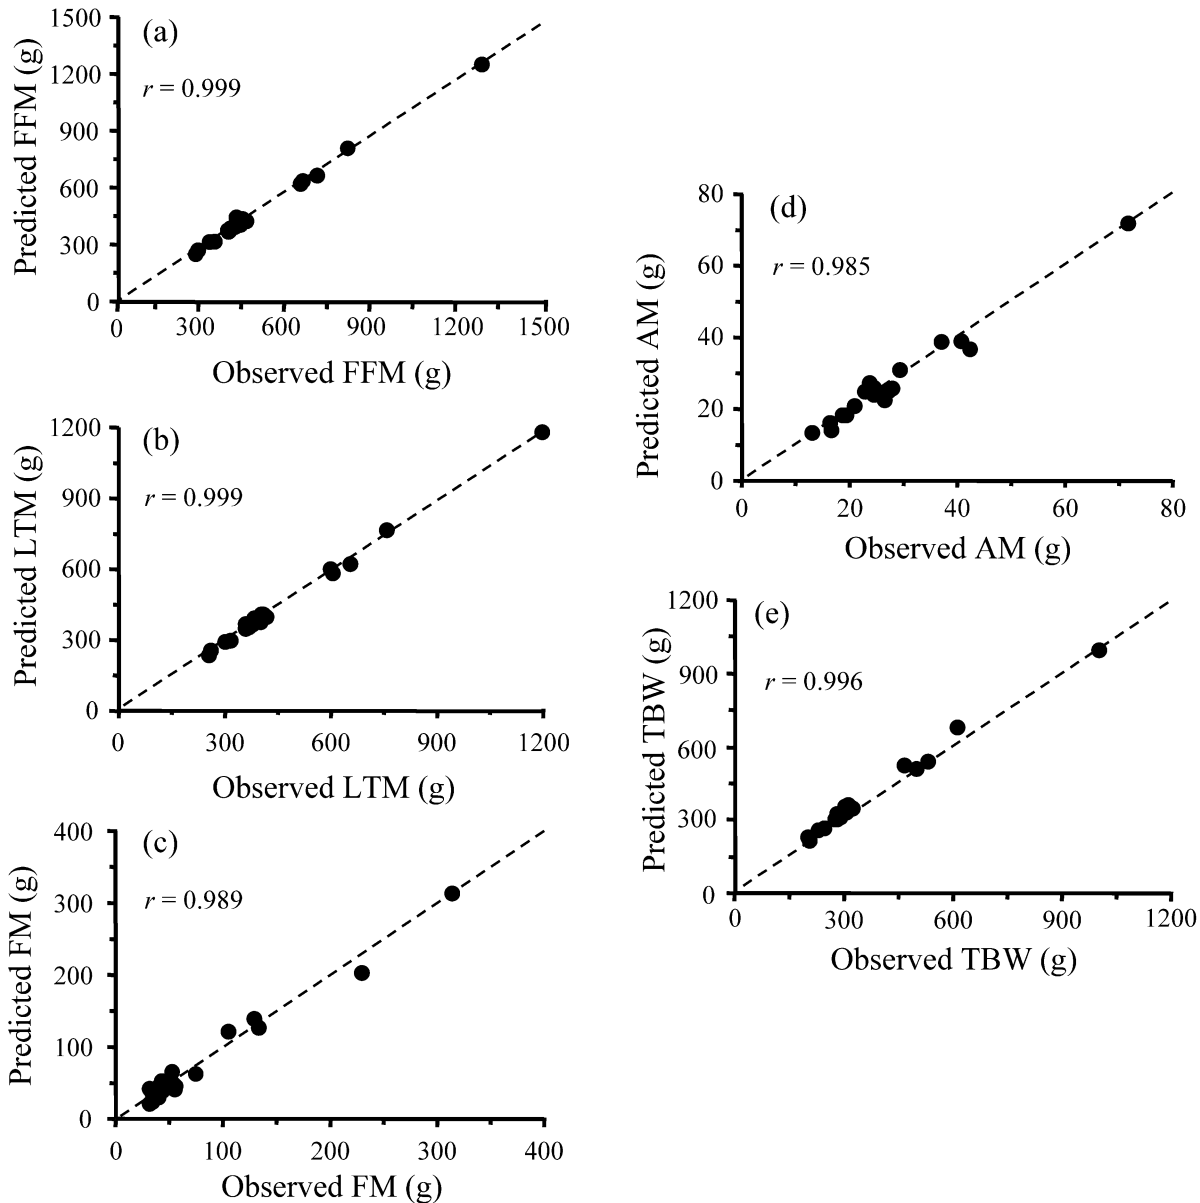 (a)
r = 0.999
Predicted FFM (g)
1500
1200
900
600
300
0
0 300 600 900 1200 1500
Observed FFM (g)
(b)
r = 0.999
Predicted LTM (g)
1200
900
600
300
0
0 300 600 900 1200
Observed LTM (g)
(c)
r = 0.989
Predicted FM (g)
400
300
200
100
0
0 100 200 300 400
Observed FM (g)
(d)
r = 0.985
Predicted AM (g)
80
60
40
20
0
0 20 40 60 80
Observed AM (g)
(e)
r = 0.996
Predicted TBW (g)
1200
900
600
300
0
0 300 600 900 1200
Observed TBW (g)